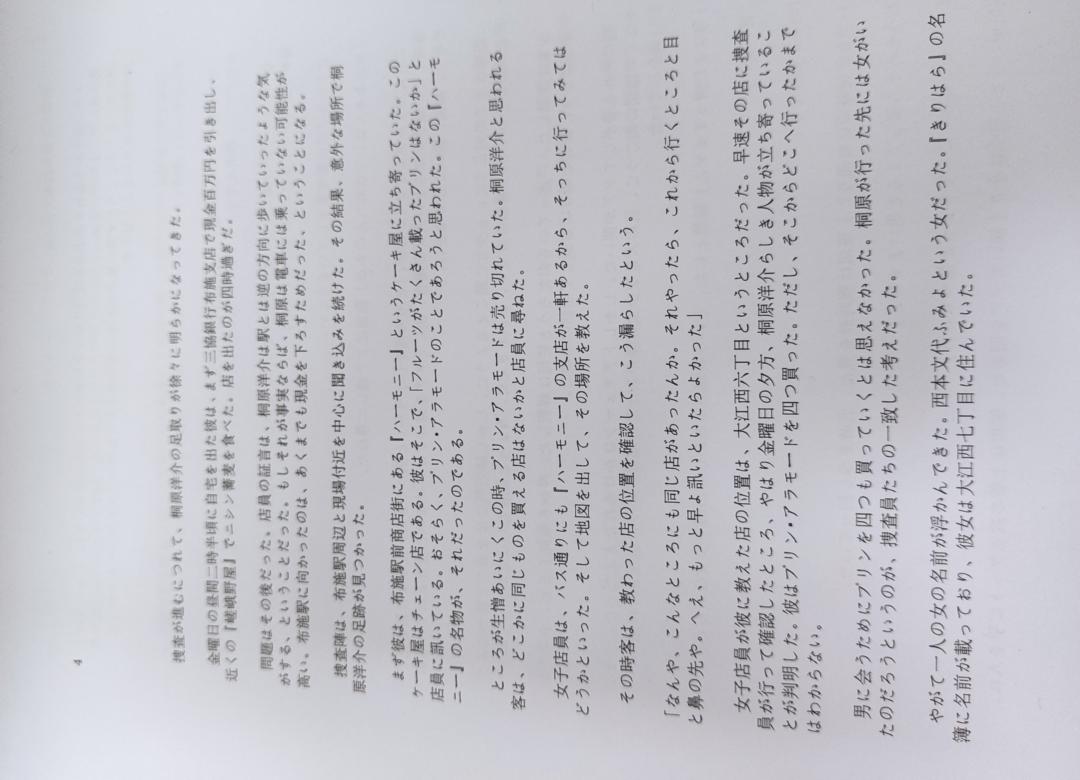 4
捜査が進むにつれて、桐原洋介の足取りが徐々に明らかになってきた。
金曜日の昼間二時半頃に自宅を出た彼は、まず三協銀行布施支店で現金百万円を引き出し、
近くの『嵯峨野屋』でニシン蕎麦を食べた。店を出たのが四時過ぎだ。
問題はその後だった。店員の証言は、桐原洋介は駅とは逆の方向に歩いていったような気
がする、ということだった。もしそれが事実ならば、桐原は電車には乗っていない可能性が
高い。布施駅に向かったのは、あくまでも現金を下ろすためだった、ということになる。
捜査陣は、布施駅周辺と現場付近を中心に聞き込みを続けた。その結果、意外な場所で桐
原洋介の足跡が見つかった。
まず彼は、布施駅前商店街にある『ハーモニー』というケーキ屋に立ち寄っていた。この
ケーキ屋はチェーン店である。彼はそこで、「フルーツがたくさん載ったプリンはないか」と
店員に訊いている。おそらく、プリン・アラモードのことであろうと思われた。この『ハーモ
ニー』の名物が、それだったのである。
ところが生憎あいにくこの時、プリン・アラモードは売り切れていた。桐原洋介と思われる
客は、どこかに同じものを買える店はないかと店員に尋ねた。
女子店員は、バス通りにも『ハーモニー』の支店が一軒あるから、そっちに行ってみては
どうかといった。そして地図を出して、その場所を教えた。
その時客は、教わった店の位置を確認して、こう漏らしたという。
「なんや、こんなところにも同じ店があったんか。それやったら、これから行くところと目
と鼻の先や。へえ、もっと早よ訊いといたらよかった」
女子店員が彼に教えた店の位置は、大江西六丁目というところだった。早速その店に捜査
員が行って確認したところ、やはり金曜日の夕方、桐原洋介らしき人物が立ち寄っているこ
とが判明した。彼はプリン・アラモードを四つ買った。ただし、そこからどこへ行ったかまで
はわからない。
男に会うためにプリンを四つも買っていくとは思えなかった。桐原が行った先には女がい
たのだろうというのが、捜査員たちの一致した考えだった。
やがて一人の女の名前が浮かんできた。西本文代ふみよという女だった。『きりはら』の名
簿に名前が載っており、彼女は大江西七丁目に住んでいた。